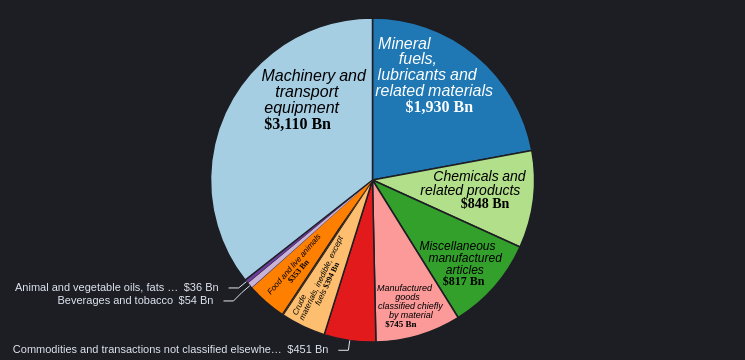 Machinery and
transport
equipment
$3,110 Bn
Mineral
fuels,
lubricants and
related materials
$1,930 Bn
Chemicals and
related products
$848 Bn
Miscellaneous
manufactured
articles
$817 Bn
Manufactured
goods
classified chiefly
by material
$745 Bn
Crude
materials, inedible, except
fuels $394 Bn
Food and live animals
$353 Bn
Animal and vegetable oils, fats … $36 Bn
Beverages and tobacco $54 Bn
Commodities and transactions not classified elsewhe… $451 Bn